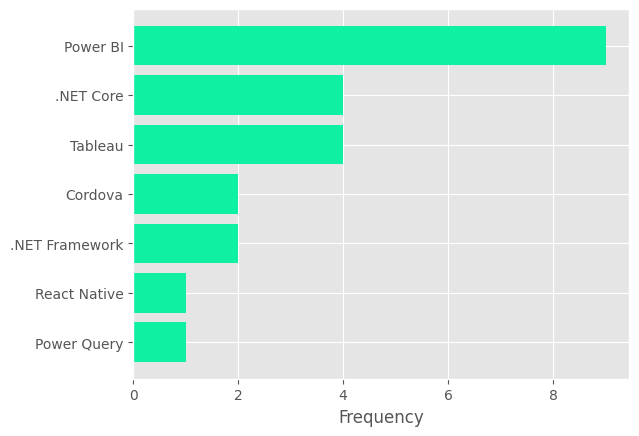 Power BI
.NET Core
Tableau
Cordova
.NET Framework
React Native
Power Query
0 2 4 6 8
Frequency